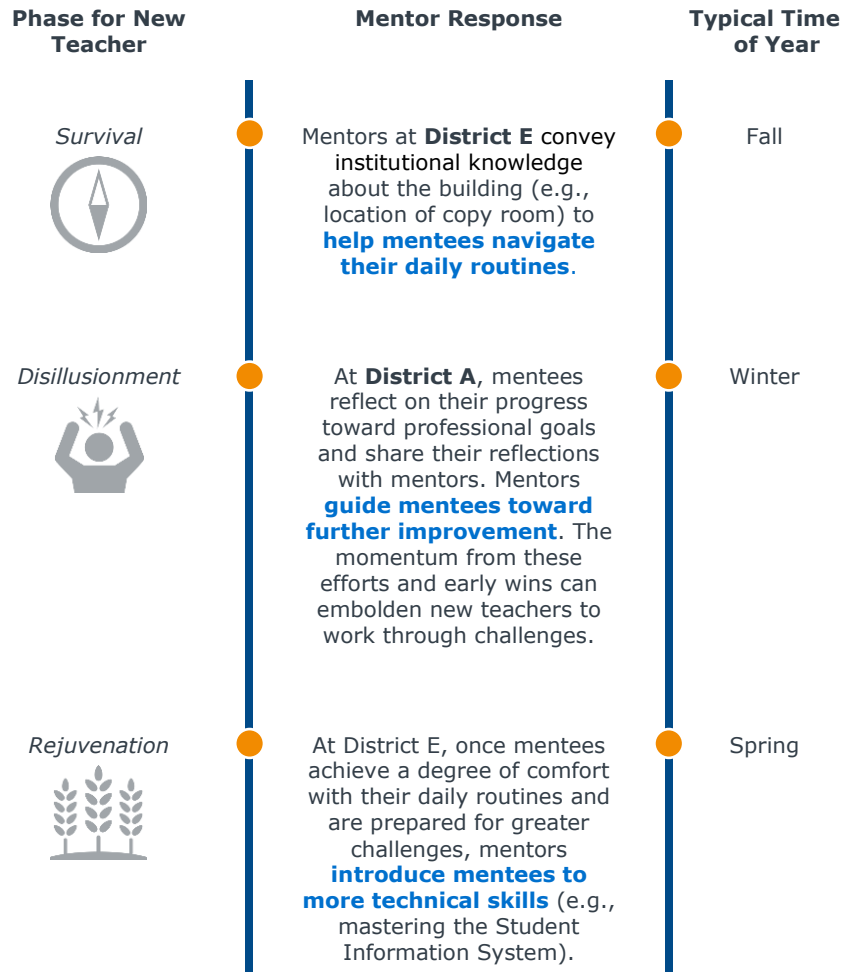 Phase for New
Teacher
Mentor Response
Typical Time
of Year
Survival
Mentors at District E convey
institutional knowledge
about the building (e.g.,
location of copy room) to
help mentees navigate
their daily routines.
Fall
Disillusionment
At District A, mentees
reflect on their progress
toward professional goals
and share their reflections
with mentors. Mentors
guide mentees toward
further improvement. The
momentum from these
efforts and early wins can
embolden new teachers to
work through challenges.
Winter
Rejuvenation
At District E, once mentees
achieve a degree of comfort
with their daily routines and
are prepared for greater
challenges, mentors
introduce mentees to
more technical skills (e.g.,
mastering the Student
Information System).
Spring